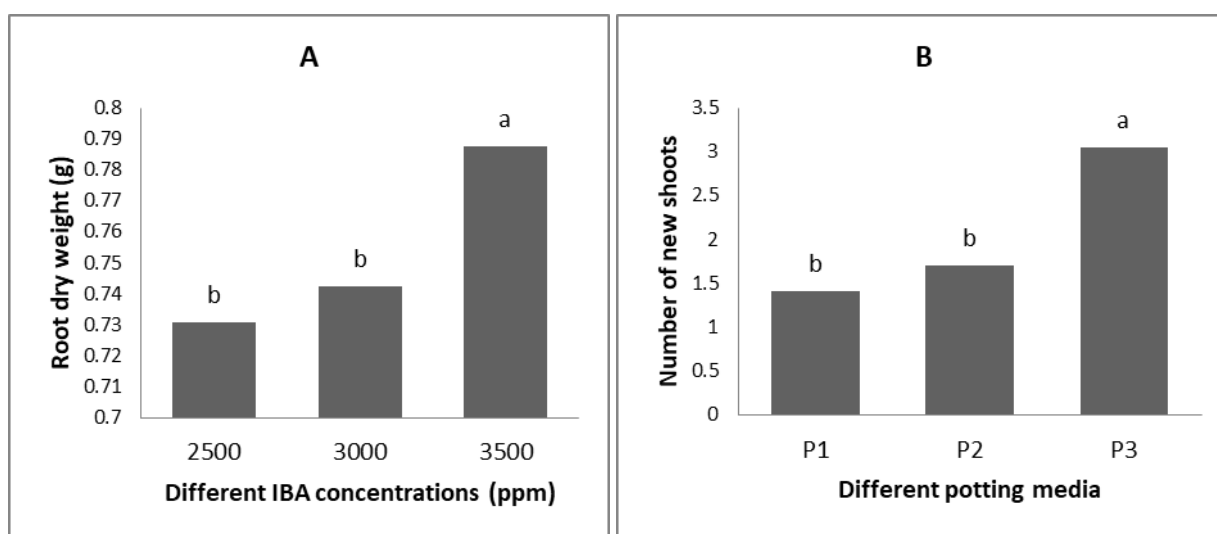 A
Root dry weight (g)
0.8
0.79
0.78
0.77
0.76
0.75
0.74
0.73
0.72
0.71
0.7
b
b
a
2500 3000 3500
Different IBA concentrations (ppm)
B
Number of new shoots
3.5
3
2.5
2
1.5
1
0.5
0
b
b
a
P1 P2 P3
Different potting media